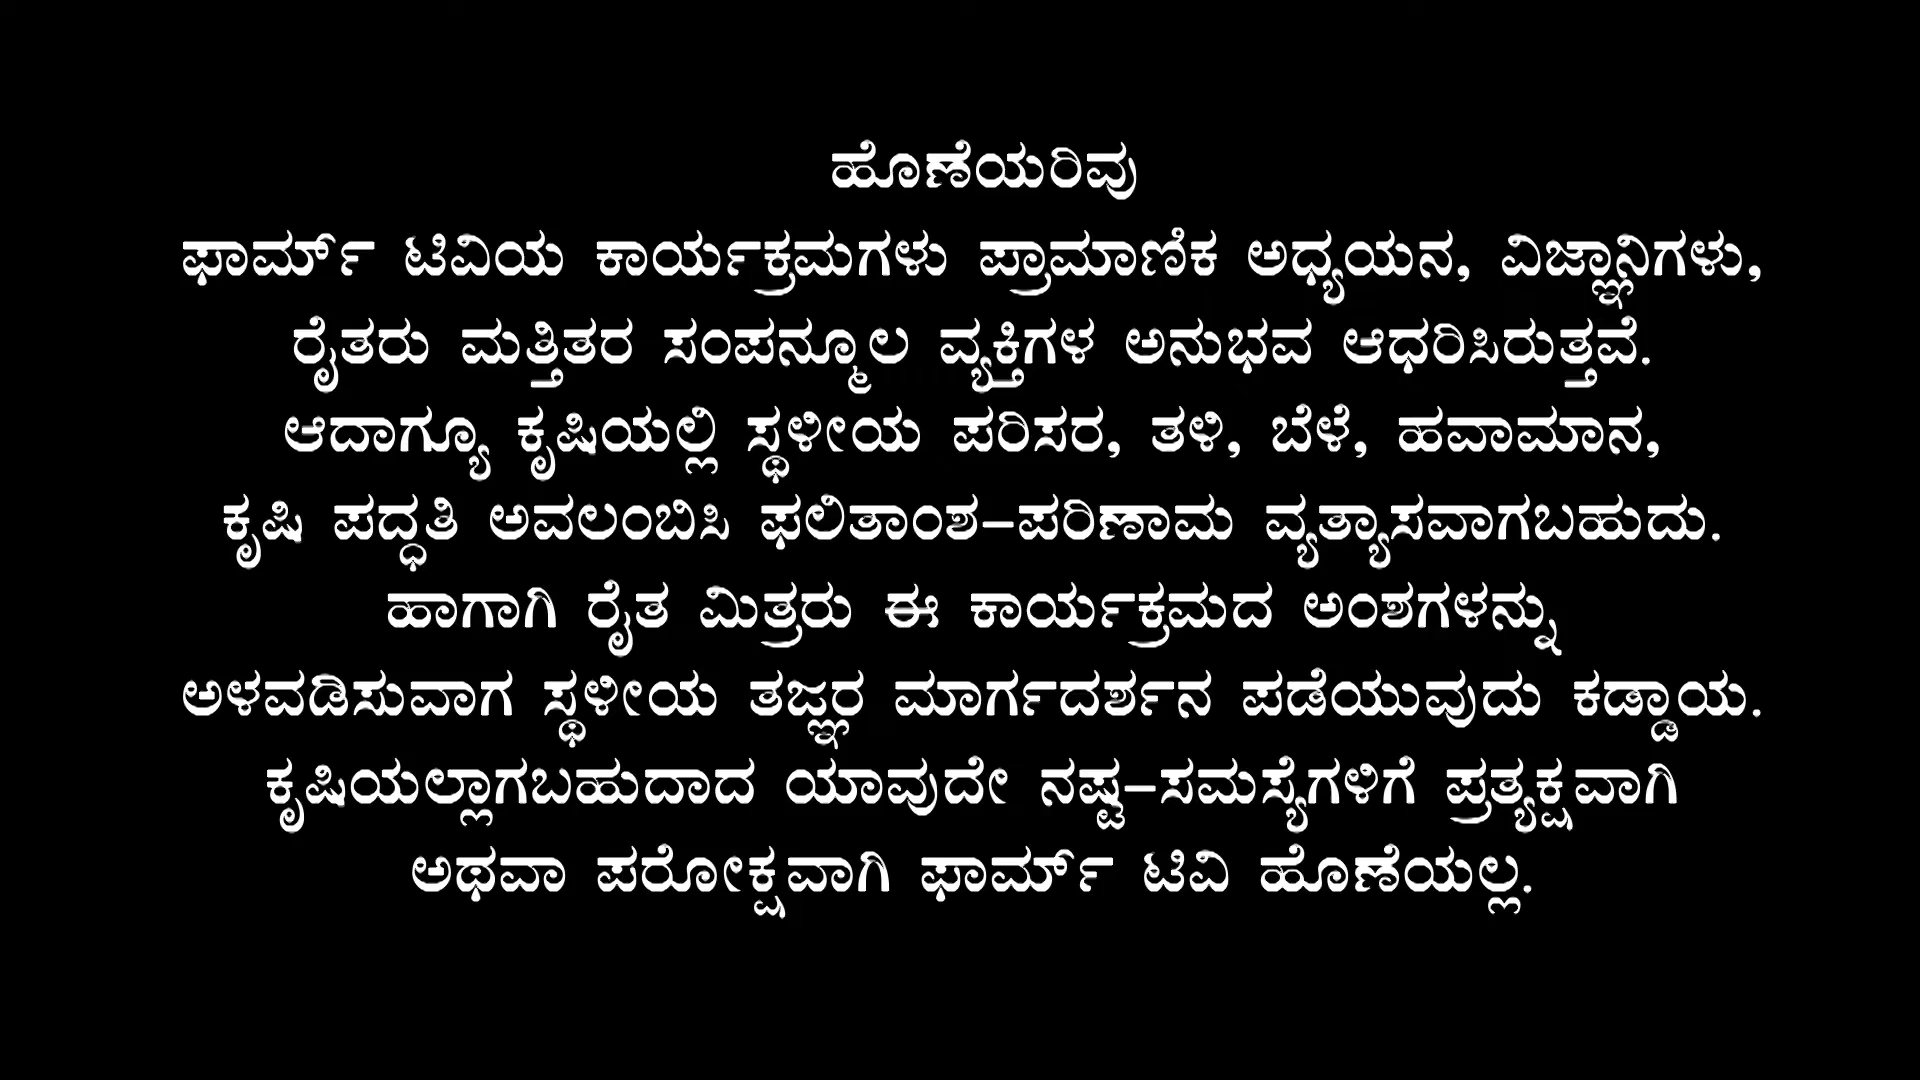 ಹೊಣೆಯರಿವು
ಫಾರ್ಮ್ ಟಿವಿಯ ಕಾರ್ಯಕ್ರಮಗಳು ಪ್ರಾಮಾಣಿಕ ಅಧ್ಯಯನ, ವಿಜ್ಞಾನಿಗಳು,
ರೈತರು ಮತ್ತಿತರ ಸಂಪನ್ಮೂಲ ವ್ಯಕ್ತಿಗಳ ಅನುಭವ ಆಧರಿಸಿರುತ್ತವೆ.
ಆದಾಗ್ಯೂ ಕೃಷಿಯಲ್ಲಿ ಸ್ಥಳೀಯ ಪರಿಸರ, ತಳಿ, ಬೆಳೆ, ಹವಾಮಾನ,
ಕೃಷಿ ಪದ್ಧತಿ ಅವಲಂಬಿಸಿ ಫಲಿತಾಂಶ-ಪರಿಣಾಮ ವ್ಯತ್ಯಾಸವಾಗಬಹುದು.
ಹಾಗಾಗಿ ರೈತ ಮಿತ್ರರು ಈ ಕಾರ್ಯಕ್ರಮದ ಅಂಶಗಳನ್ನು
ಅಳವಡಿಸುವಾಗ ಸ್ಥಳೀಯ ತಜ್ಞರ ಮಾರ್ಗದರ್ಶನ ಪಡೆಯುವುದು ಕಡ್ಡಾಯ.
ಕೃಷಿಯಲ್ಲಾಗಬಹುದಾದ ಯಾವುದೇ ನಷ್ಟ-ಸಮಸ್ಯೆಗಳಿಗೆ ಪ್ರತ್ಯಕ್ಷವಾಗಿ
ಅಥವಾ ಪರೋಕ್ಷವಾಗಿ ಫಾರ್ಮ್ ಟಿವಿ ಹೊಣೆಯಲ್ಲ.